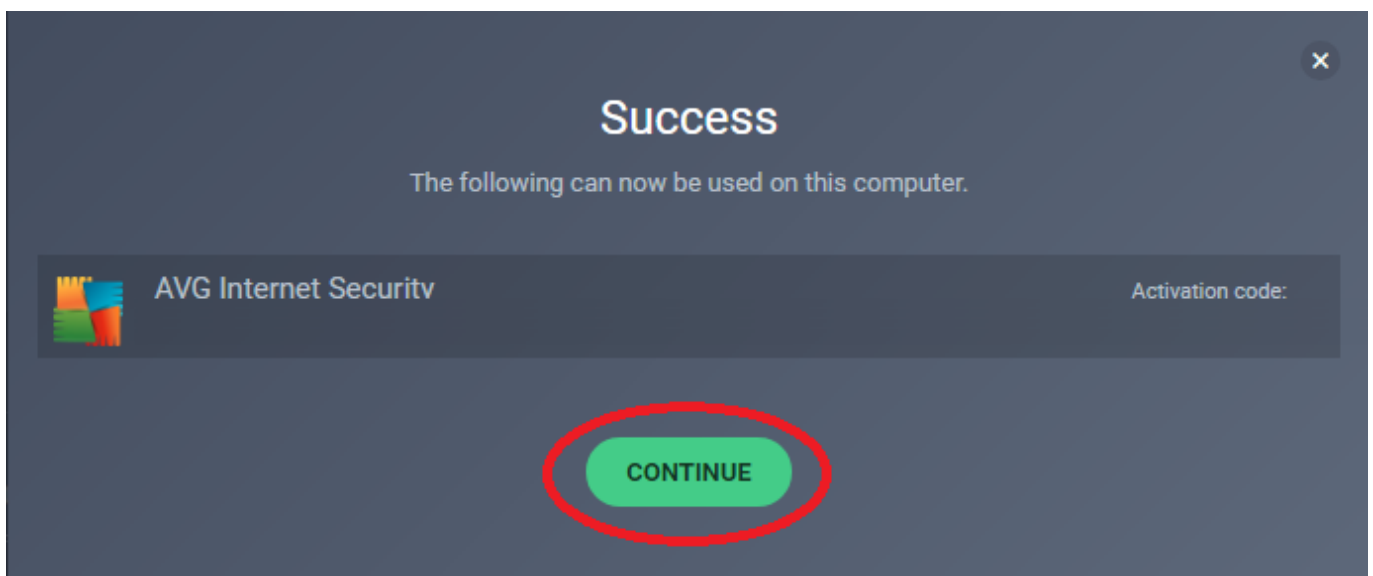 Success
The following can now be used on this computer.
AVG Internet Security
Activation code:
CONTINUE